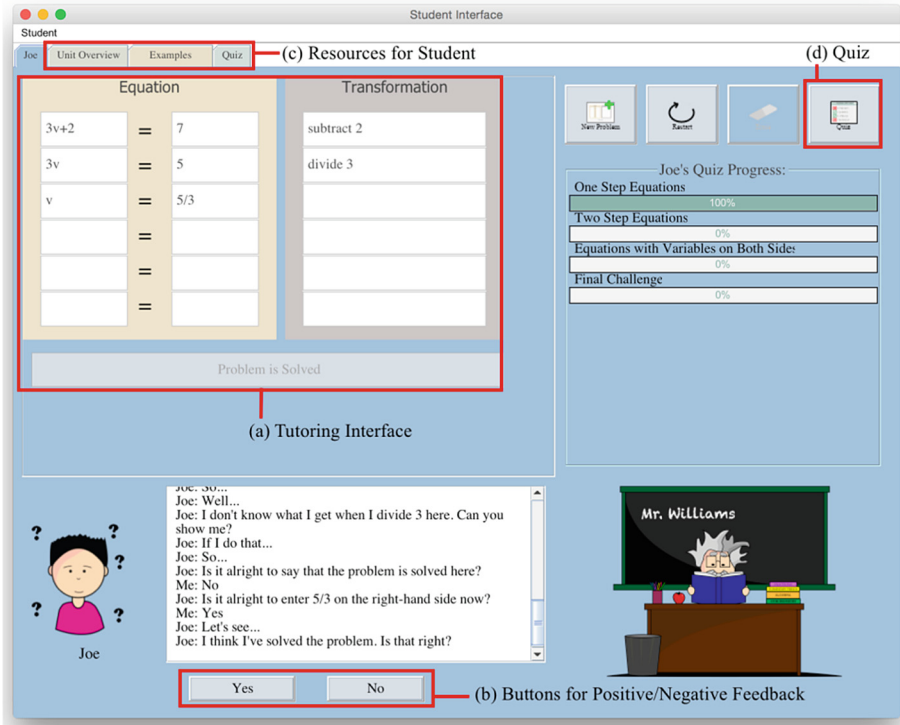 Student Interface
Student
Joe
Unit Overview
Examples
Quiz
(c) Resources for Student
(d) Quiz
Equation
Transformation
3v+2 = 7
subtract 2
3v = 5
divide 3
v = 5/3
=
=
=
Problem is Solved
(a) Tutoring Interface
New Problem
Restart
Quiz
Joe's Quiz Progress:
One Step Equations
100%
Two Step Equations
0%
Equations with Variables on Both Sides
0%
Final Challenge
0%
Joe: So...
Joe: Well...
Joe: I don't know what I get when I divide 3 here. Can you
show me?
Joe: If I do that...
Joe: So...
Joe: Is it alright to say that the problem is solved here?
Me: No
Joe: Is it alright to enter 5/3 on the right-hand side now?
Me: Yes
Joe: Let's see...
Joe: I think I've solved the problem. Is that right?
? ? ? ? ? ?
Joe
Mr. Williams
Yes
No
(b) Buttons for Positive/Negative Feedback